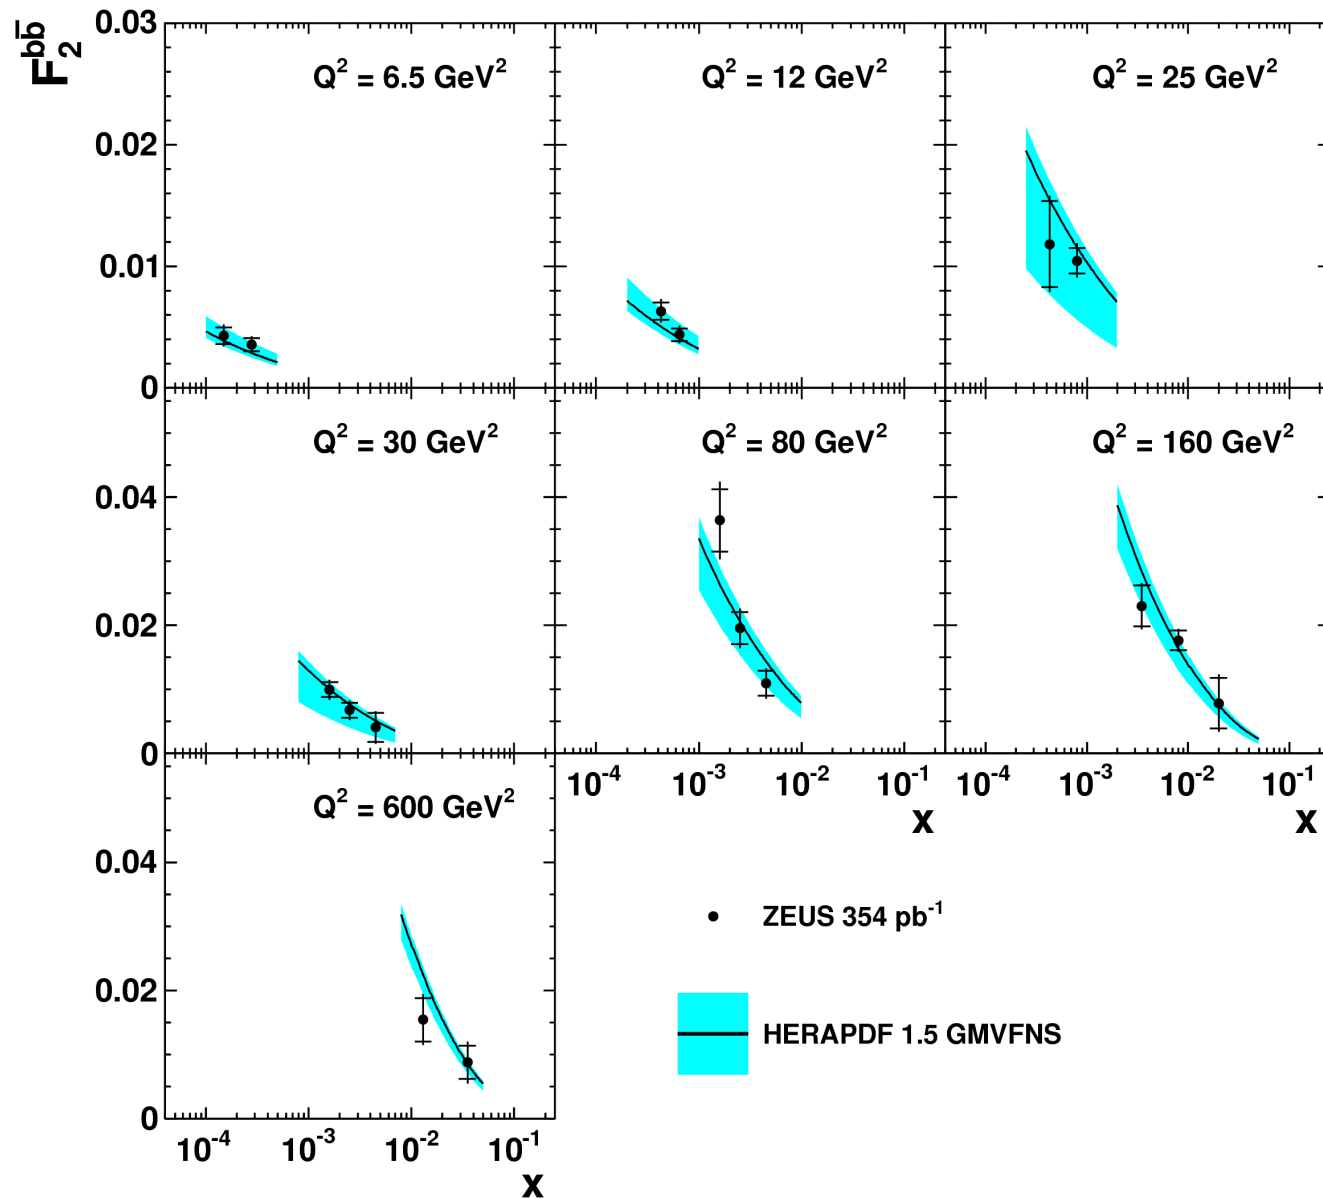 F₂^{bb̄}
0.03
0.02
0.01
0
Q² = 6.5 GeV²
Q² = 12 GeV²
Q² = 25 GeV²
0.04
0.02
0
Q² = 30 GeV²
Q² = 80 GeV²
Q² = 160 GeV²
10⁻⁴ 10⁻³ 10⁻² 10⁻¹
x
10⁻⁴ 10⁻³ 10⁻² 10⁻¹
x
0.04
0.02
0
Q² = 600 GeV²
10⁻⁴ 10⁻³ 10⁻² 10⁻¹
x
ZEUS 354 pb⁻¹
HERAPDF 1.5 GMVFNS